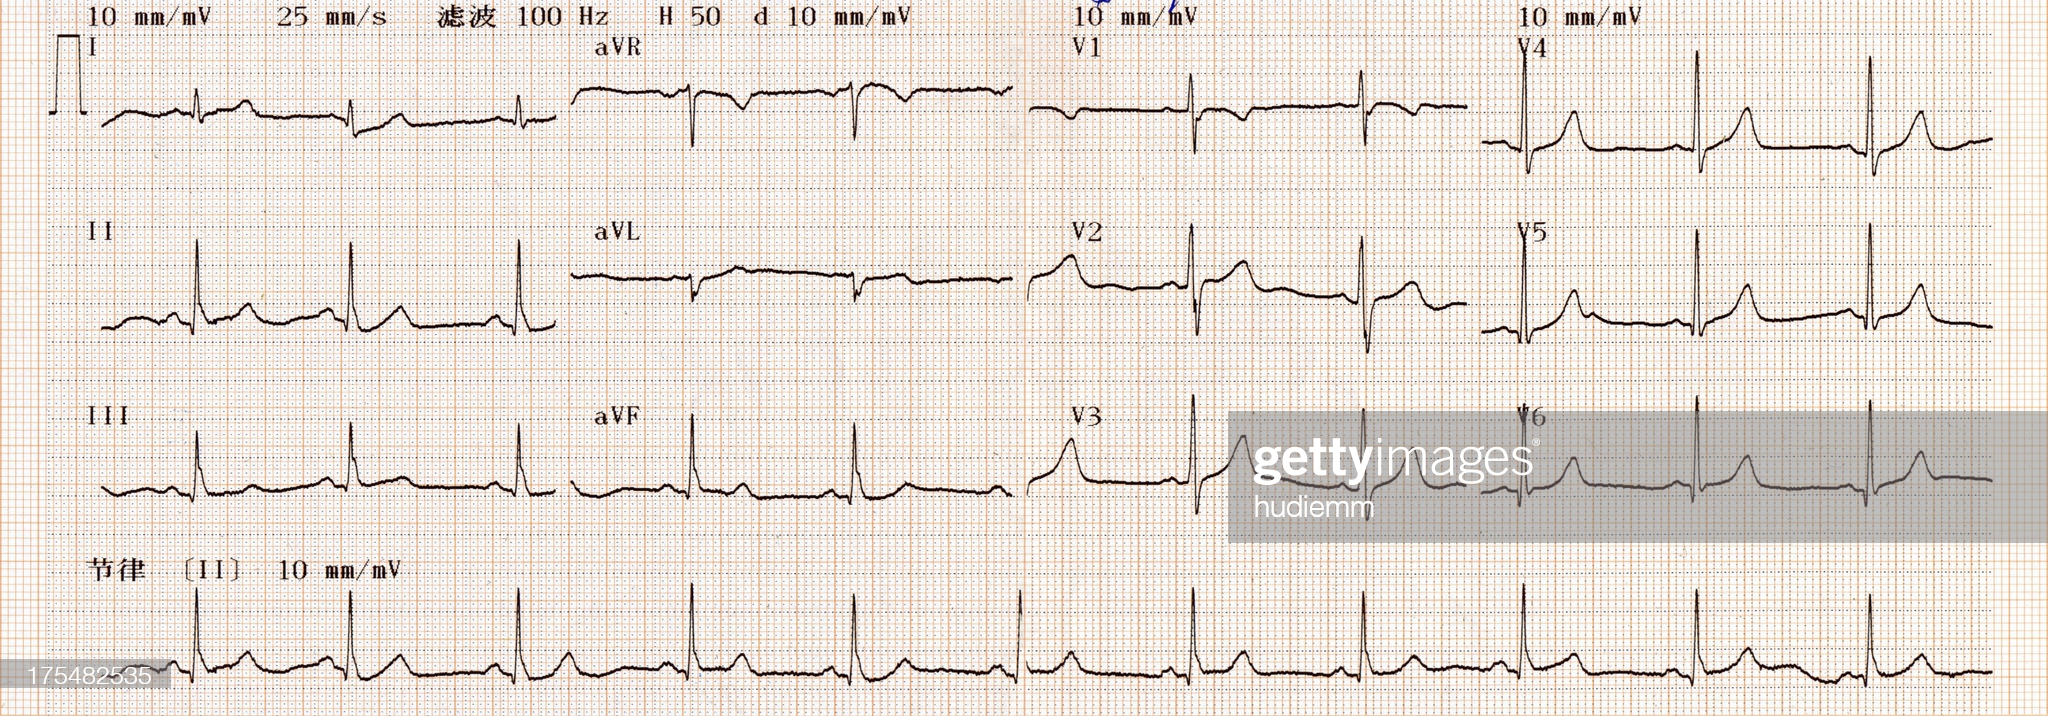 10 mm/mV 25 mm/s 滤波 100 Hz H 50 d 10 mm/mV 10 mm/mV 10 mm/mV
I aVR V1 V4
II aVL V2 V5
III aVF V3 V6
gettyimages®
hudiemm
节律 〔II〕 10 mm/mV
175482535